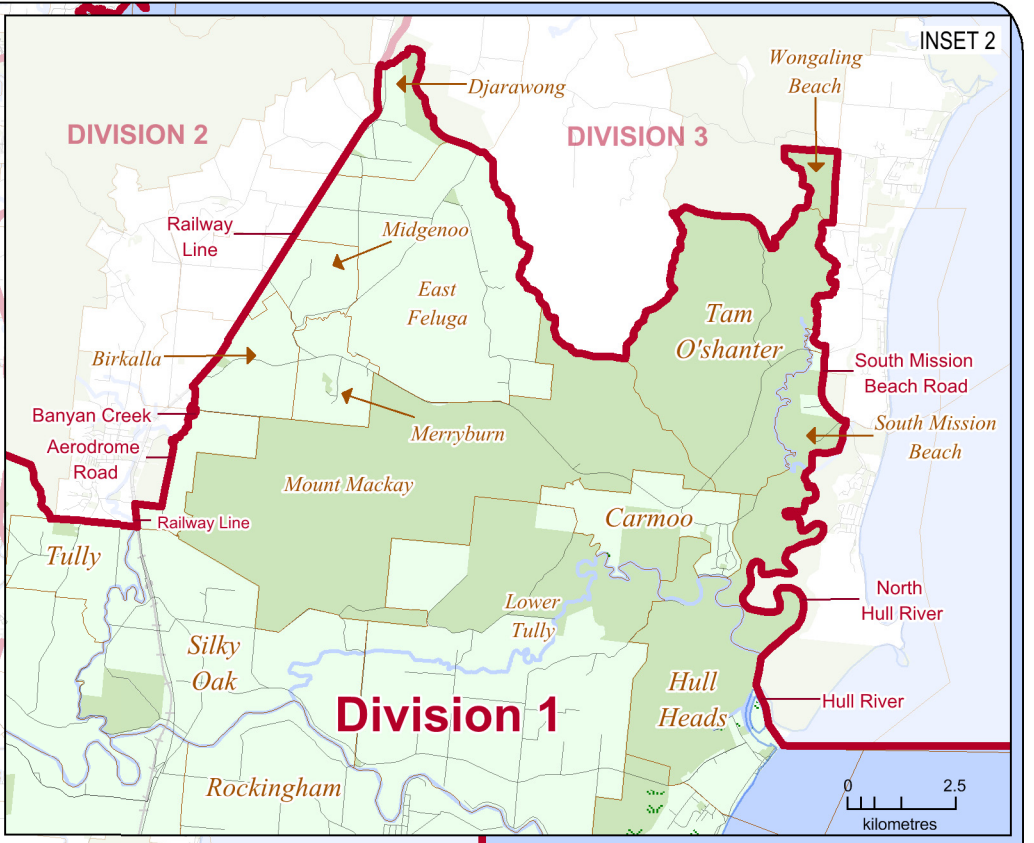 INSET 2
Wongaling
Beach
Djarawong
DIVISION 2
DIVISION 3
Railway
Line
Midgenoo
East
Feluga
Tam
O'shanter
Birkalla
South Mission
Beach Road
Banyan Creek
Merryburn
South Mission
Beach
Aerodrome
Road
Mount Mackay
Carmoo
Railway Line
Tully
North
Hull River
Lower
Tully
Silky
Oak
Hull
Heads
Division 1
Hull River
Rockingham
0 2.5
kilometres